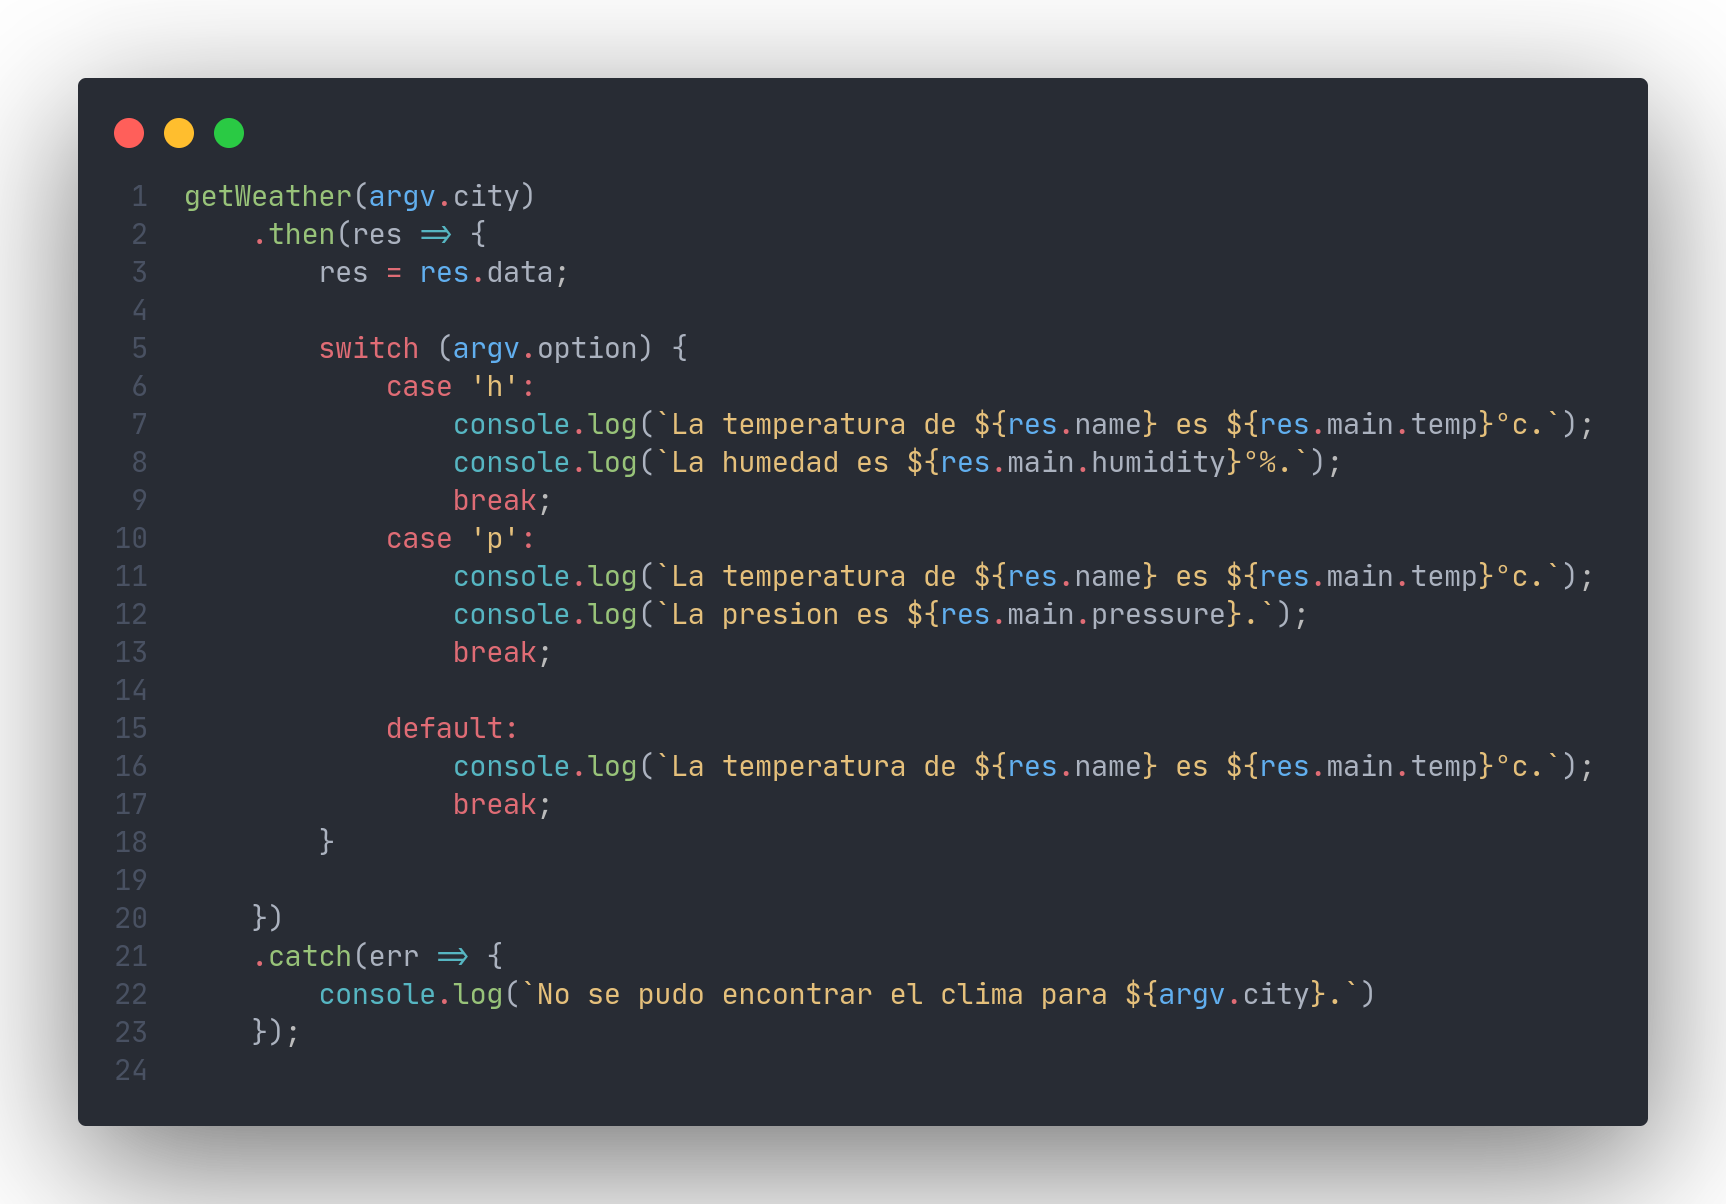 1 getWeather(argv.city)
2     .then(res => {
3         res = res.data;
4
5         switch (argv.option) {
6             case 'h':
7                 console.log(`La temperatura de ${res.name} es ${res.main.temp}°c.`);
8                 console.log(`La humedad es ${res.main.humidity}°%.`);
9                 break;
10             case 'p':
11                 console.log(`La temperatura de ${res.name} es ${res.main.temp}°c.`);
12                 console.log(`La presion es ${res.main.pressure}.`);
13                 break;
14
15             default:
16                 console.log(`La temperatura de ${res.name} es ${res.main.temp}°c.`);
17                 break;
18         }
19
20     })
21     .catch(err => {
22         console.log(`No se pudo encontrar el clima para ${argv.city}.`)
23     });
24